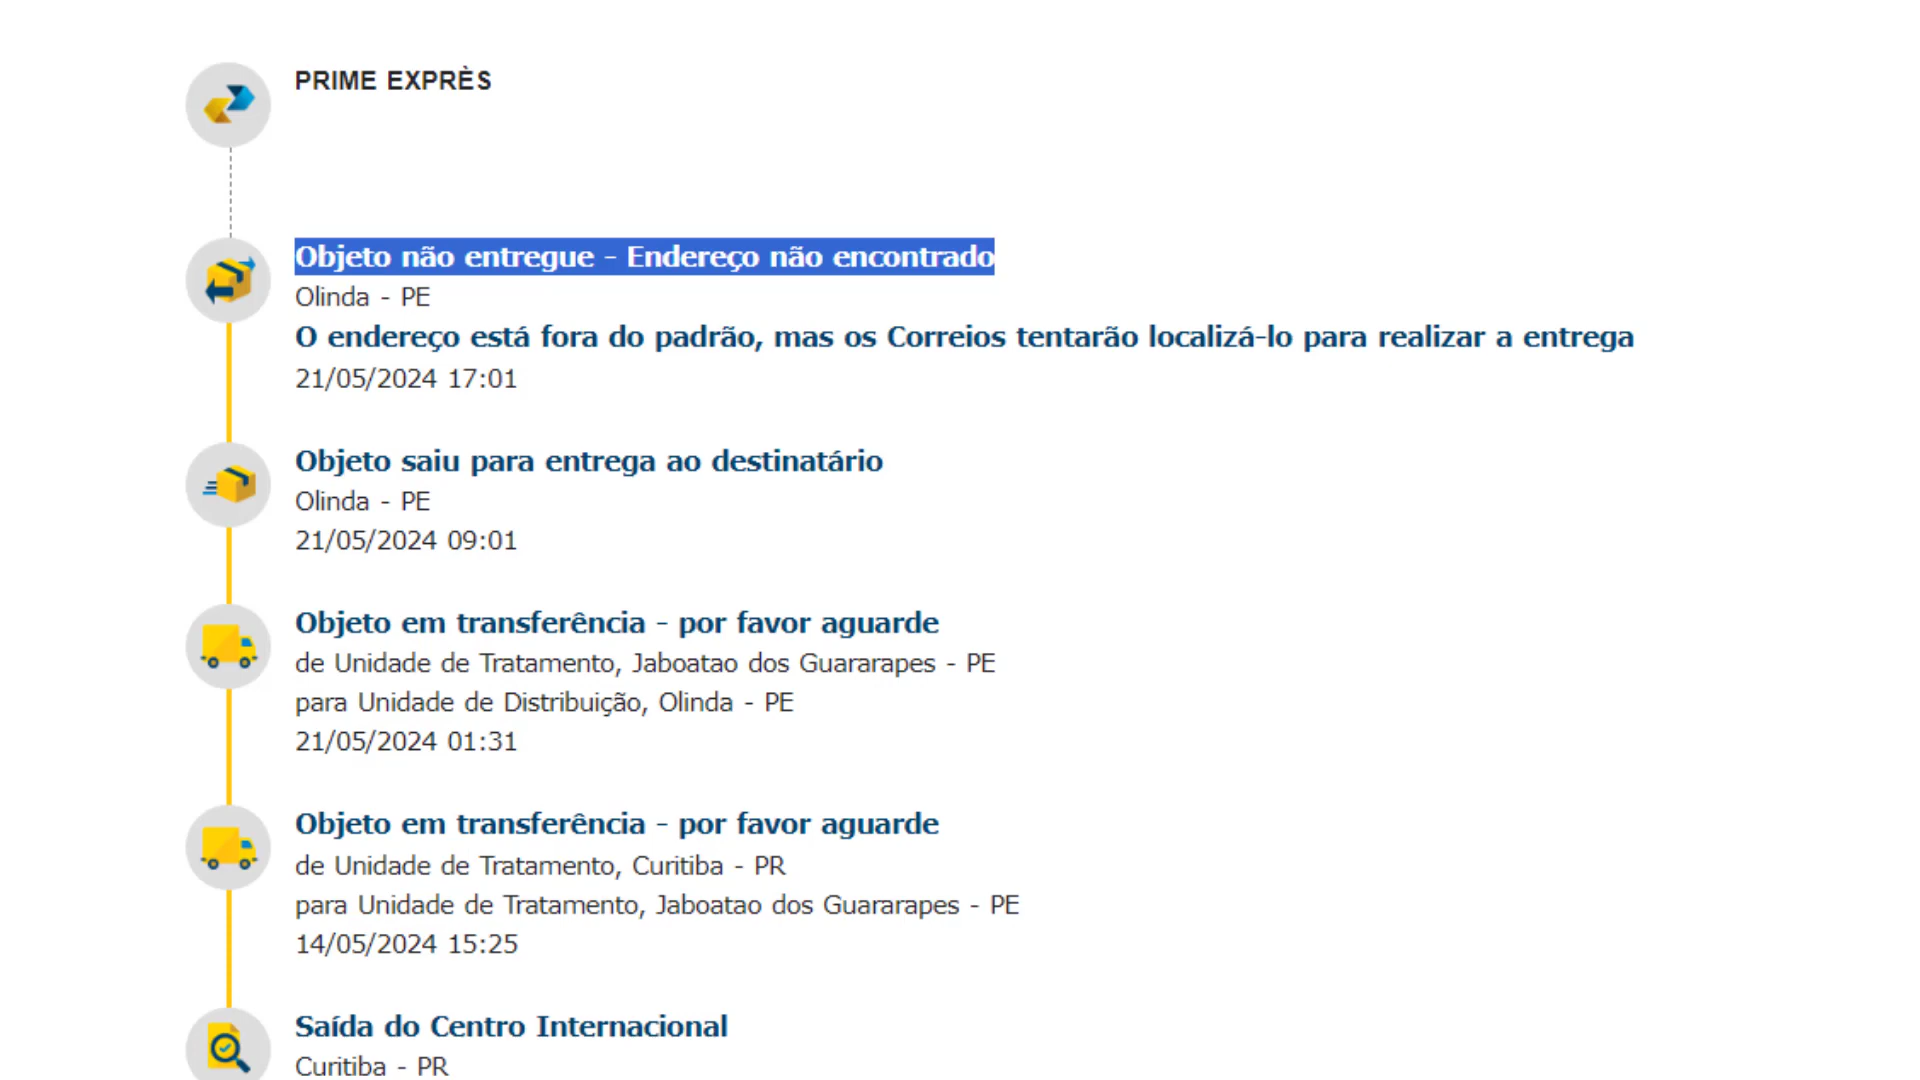 PRIME EXPRÈS
Objeto não entregue - Endereço não encontrado
Olinda - PE
O endereço está fora do padrão, mas os Correios tentarão localizá-lo para realizar a entrega
21/05/2024 17:01
Objeto saiu para entrega ao destinatário
Olinda - PE
21/05/2024 09:01
Objeto em transferência - por favor aguarde
de Unidade de Tratamento, Jaboatao dos Guararapes - PE
para Unidade de Distribuição, Olinda - PE
21/05/2024 01:31
Objeto em transferência - por favor aguarde
de Unidade de Tratamento, Curitiba - PR
para Unidade de Tratamento, Jaboatao dos Guararapes - PE
14/05/2024 15:25
Saída do Centro Internacional
Curitiba - PR